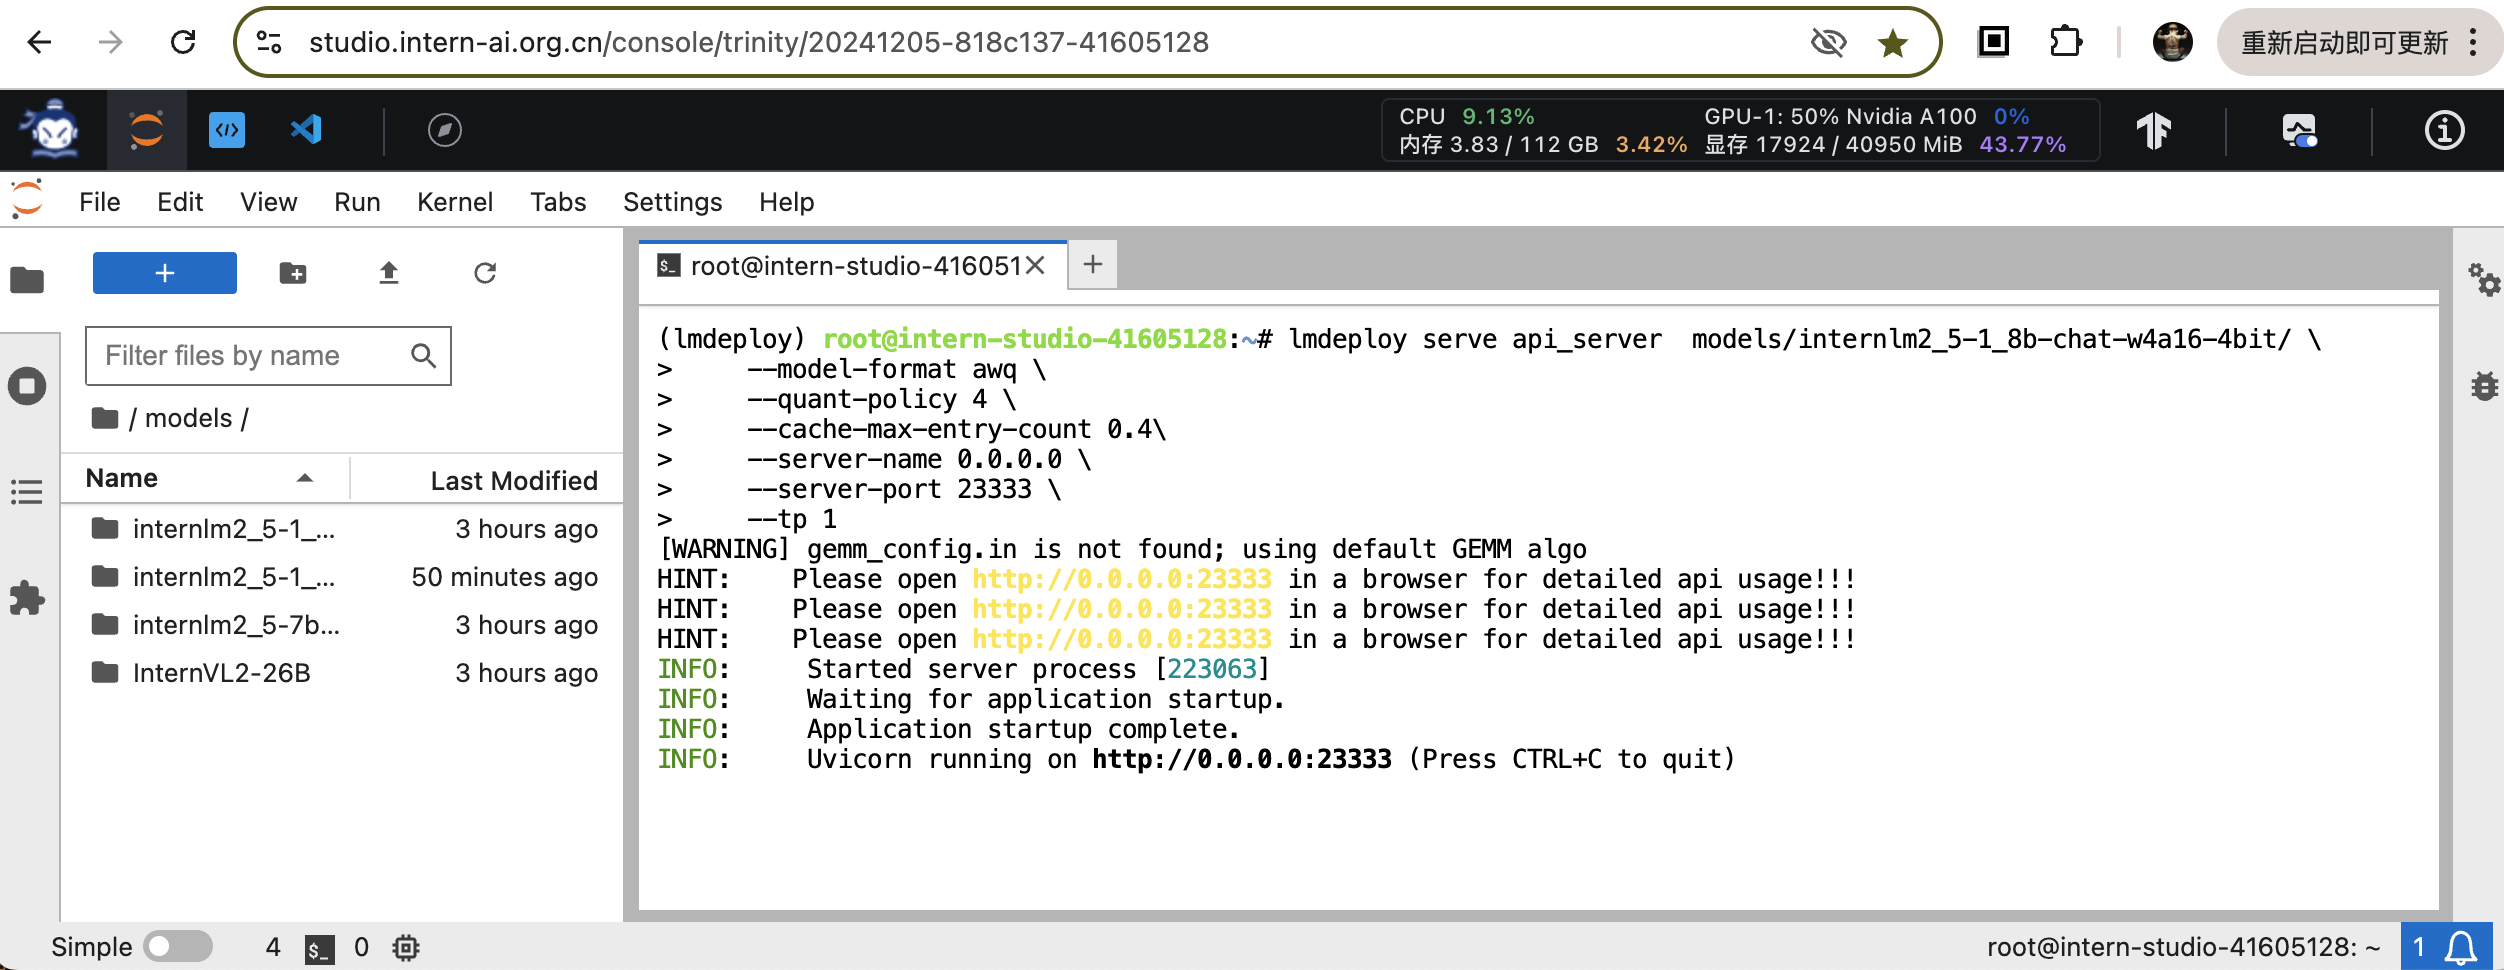 studio.intern-ai.org.cn/console/trinity/20241205-818c137-41605128
重新启动即可更新
CPU 9.13% GPU-1: 50% Nvidia A100 0%
内存 3.83 / 112 GB 3.42% 显存 17924 / 40950 MiB 43.77%
File Edit View Run Kernel Tabs Settings Help
+
Filter files by name
/ models /
Name Last Modified
internlm2_5-1_... 3 hours ago
internlm2_5-1_... 50 minutes ago
internlm2_5-7b... 3 hours ago
InternVL2-26B 3 hours ago
$_ root@intern-studio-416051 +
(lmdeploy) root@intern-studio-41605128:~# lmdeploy serve api_server  models/internlm2_5-1_8b-chat-w4a16-4bit/ \
>     --model-format awq \
>     --quant-policy 4 \
>     --cache-max-entry-count 0.4\
>     --server-name 0.0.0.0 \
>     --server-port 23333 \
>     --tp 1
[WARNING] gemm_config.in is not found; using default GEMM algo
HINT:    Please open http://0.0.0.0:23333 in a browser for detailed api usage!!!
HINT:    Please open http://0.0.0.0:23333 in a browser for detailed api usage!!!
HINT:    Please open http://0.0.0.0:23333 in a browser for detailed api usage!!!
INFO:     Started server process [223063]
INFO:     Waiting for application startup.
INFO:     Application startup complete.
INFO:     Uvicorn running on http://0.0.0.0:23333 (Press CTRL+C to quit)
Simple 4 $_ 0 root@intern-studio-41605128: ~ 1